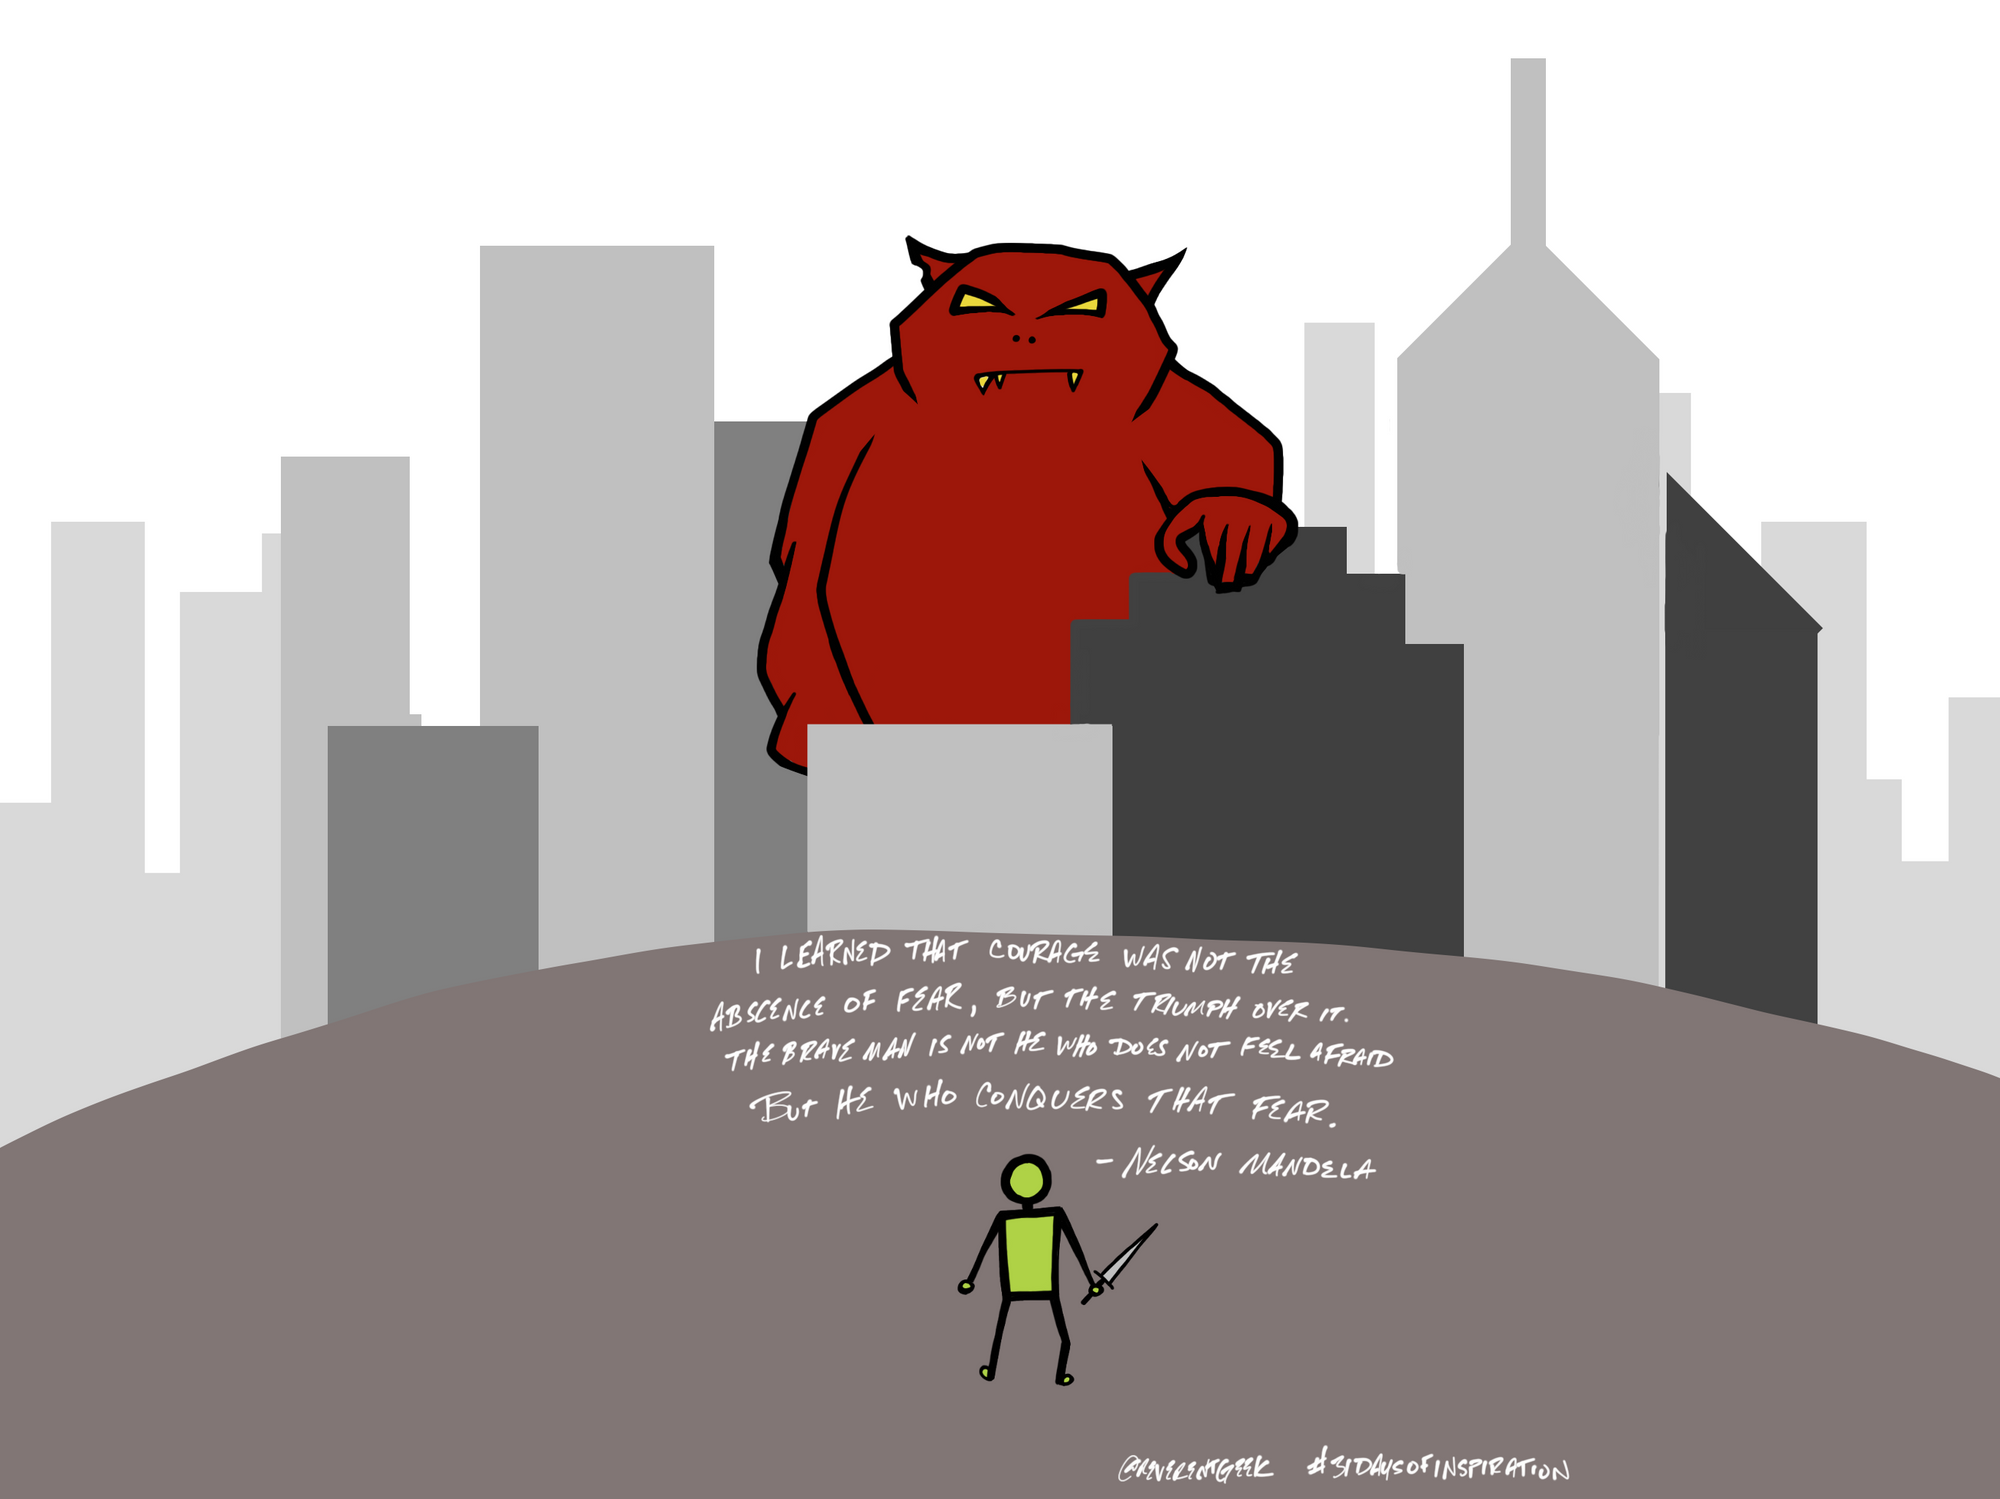 I LEARNED THAT COURAGE WAS NOT THE
ABSCENCE OF FEAR, BUT THE TRIUMPH OVER IT.
THE BRAVE MAN IS NOT HE WHO DOES NOT FEEL AFRAID
BUT HE WHO CONQUERS THAT FEAR.
- NELSON MANDELA
@REVERENTGEEK #31DAYSOFINSPIRATION